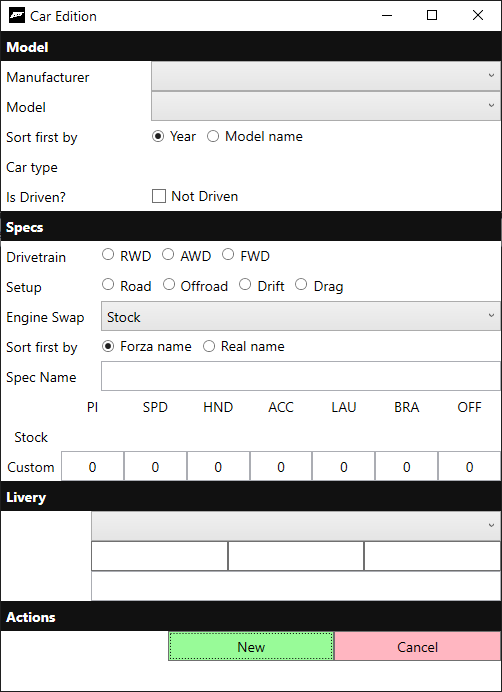 Car Edition
Model
Manufacturer
Model
Sort first by Year Model name
Car type
Is Driven? Not Driven
Specs
Drivetrain RWD AWD FWD
Setup Road Offroad Drift Drag
Engine Swap Stock
Sort first by Forza name Real name
Spec Name
PI SPD HND ACC LAU BRA OFF
Stock
Custom 0 0 0 0 0 0 0
Livery
Actions
New Cancel